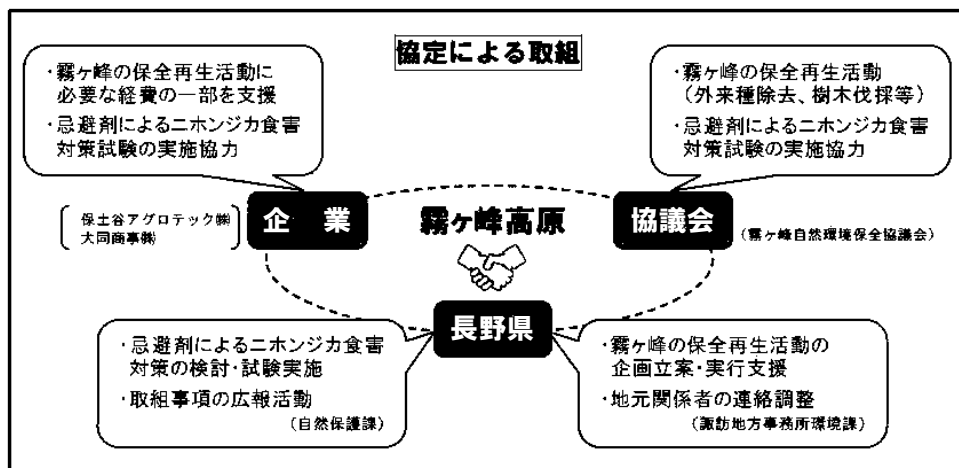 協定による取組
・霧ヶ峰の保全再生活動に
必要な経費の一部を支援
・忌避剤によるニホンジカ食害
対策試験の実施協力
・霧ヶ峰の保全再生活動
（外来種除去、樹木伐採等）
・忌避剤によるニホンジカ食害
対策試験の実施協力
保土谷アグロテック㈱
大同商事㈱
企　業
霧ヶ峰高原
協議会
（霧ヶ峰自然環境保全協議会）
長野県
・忌避剤によるニホンジカ食害
対策の検討・試験実施
・取組事項の広報活動
（自然保護課）
・霧ヶ峰の保全再生活動の
企画立案・実行支援
・地元関係者の連絡調整
（諏訪地方事務所環境課）